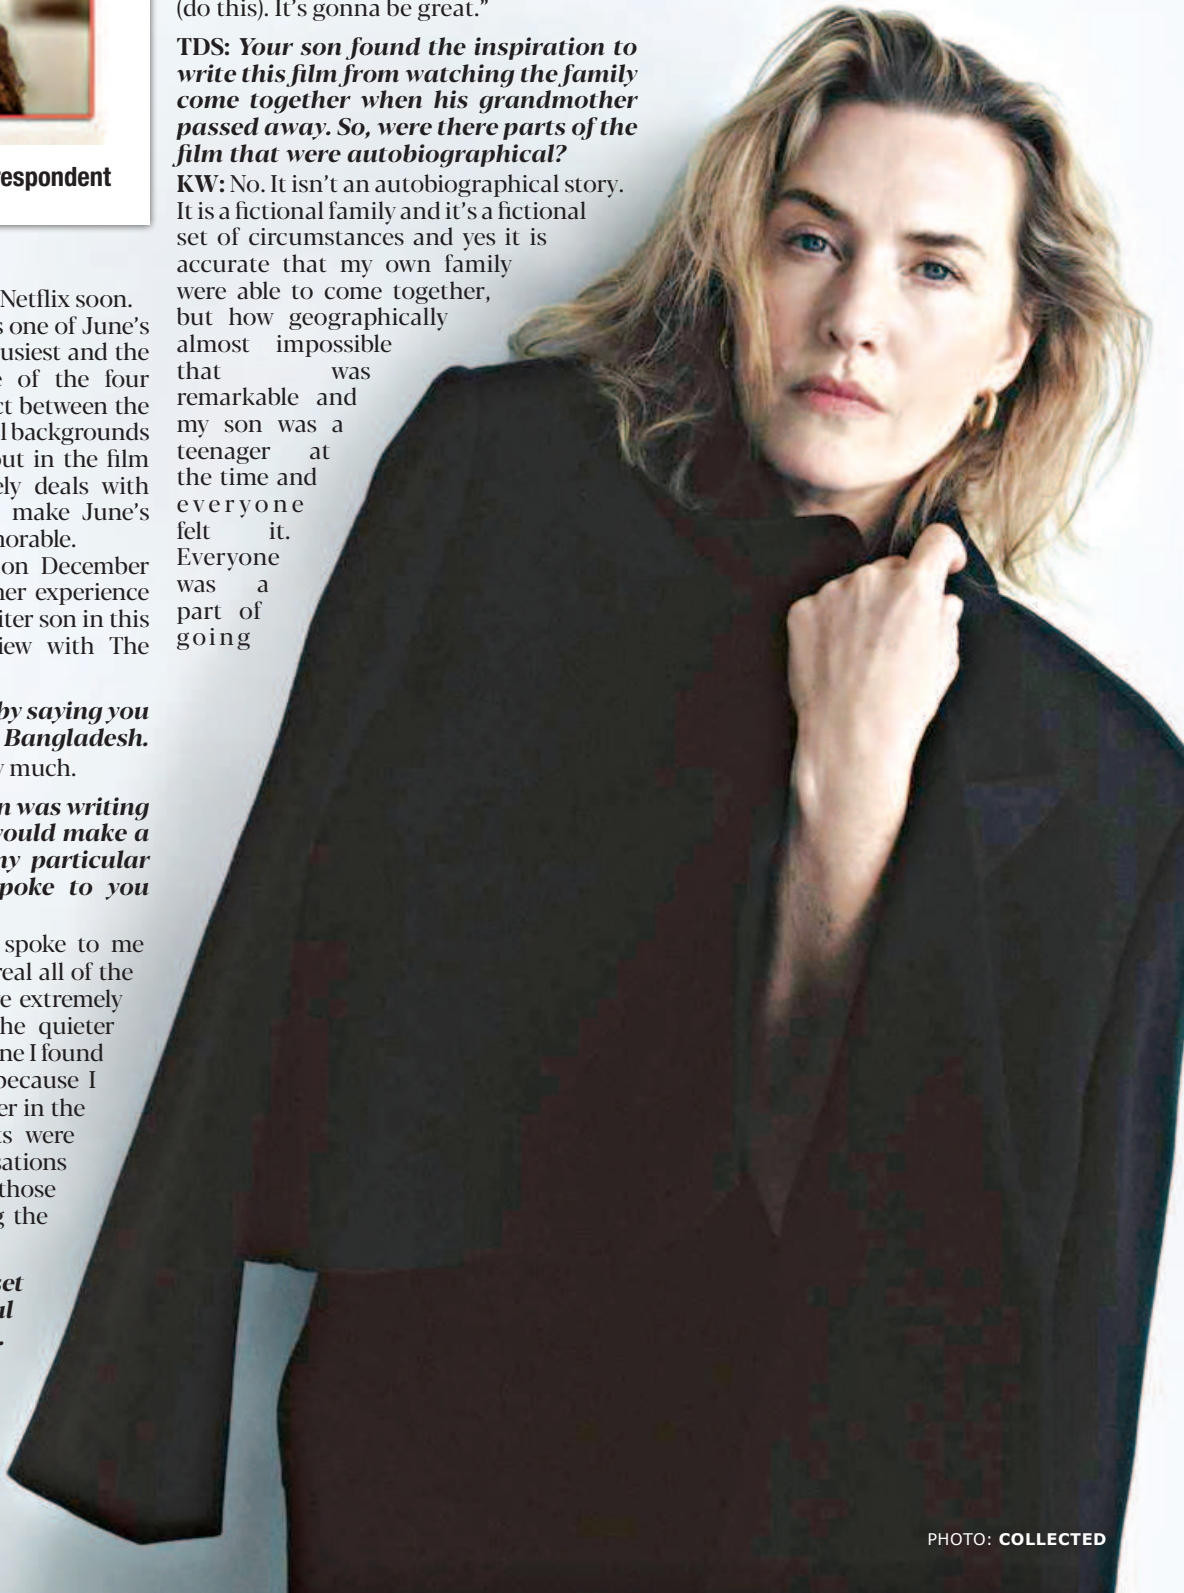 respondent
Netflix soon.
s one of June's
usiest and the
e of the four
ct between the
l backgrounds
out in the film
ely deals with
make June's
morable.
on December
her experience
iter son in this
iew with The
by saying you
Bangladesh.
y much.
n was writing
would make a
ny particular
poke to you
spoke to me
real all of the
e extremely
he quieter
ne I found
because I
er in the
ts were
sations
those
g the
set
al
.
(do this). It's gonna be great.”
TDS: Your son found the inspiration to
write this film from watching the family
come together when his grandmother
passed away. So, were there parts of the
film that were autobiographical?
KW: No. It isn't an autobiographical story.
It is a fictional family and it's a fictional
set of circumstances and yes it is
accurate that my own family
were able to come together,
but how geographically
almost impossible
that was
remarkable and
my son was a
teenager at
the time and
everyone
felt it.
Everyone
was a
part of
going
PHOTO: COLLECTED